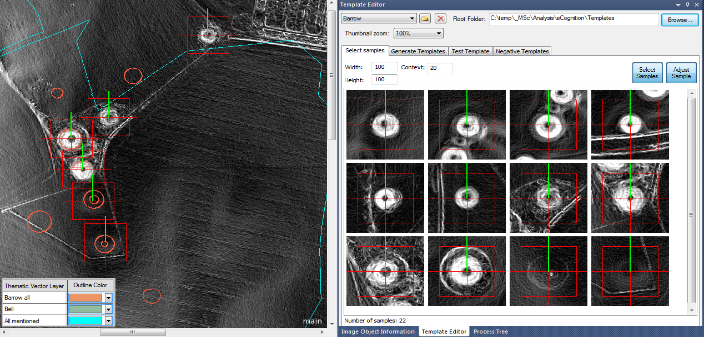 Template Editor
Barrow
Root Folder: C:\temp\_MSc\Analysis\eCognition\Templates
Browse...
Thumbnail zoom: 100%
Select samples
Generate Templates
Test Template
Negative Templates
Width: 100
Context: 20
Height: 100
Select Samples
Adjust Sample
Thematic Vector Layer
Outline Color
Barrow all
Bell
All mentioned
main
Number of samples: 22
Image Object Information
Template Editor
Process Tree